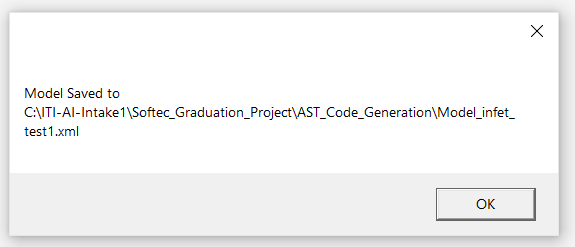 Model Saved to
C:\ITI-AI-Intake1\Softec_Graduation_Project\AST_Code_Generation\Model_infet_
test1.xml
OK